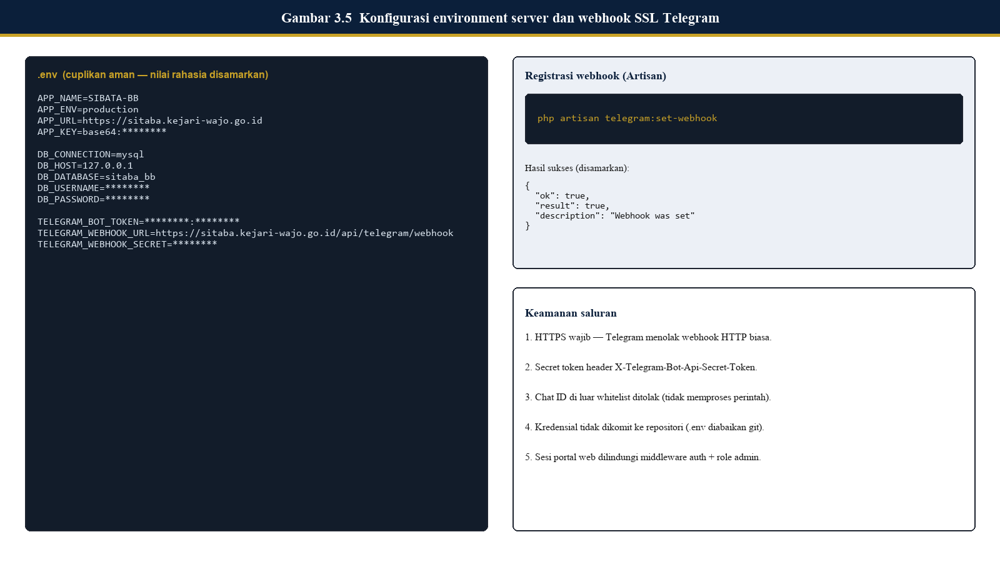 Gambar 3.5  Konfigurasi environment server dan webhook SSL Telegram
.env  (cuplikan aman — nilai rahasia disamarkan)
APP_NAME=SIBATA-BB
APP_ENV=production
APP_URL=https://sitaba.kejari-wajo.go.id
APP_KEY=base64:********
DB_CONNECTION=mysql
DB_HOST=127.0.0.1
DB_DATABASE=sitaba_bb
DB_USERNAME=********
DB_PASSWORD=********
TELEGRAM_BOT_TOKEN=********:********
TELEGRAM_WEBHOOK_URL=https://sitaba.kejari-wajo.go.id/api/telegram/webhook
TELEGRAM_WEBHOOK_SECRET=********
Registrasi webhook (Artisan)
php artisan telegram:set-webhook
Hasil sukses (disamarkan):
{
  "ok": true,
  "result": true,
  "description": "Webhook was set"
}
Keamanan saluran
1. HTTPS wajib — Telegram menolak webhook HTTP biasa.
2. Secret token header X-Telegram-Bot-Api-Secret-Token.
3. Chat ID di luar whitelist ditolak (tidak memproses perintah).
4. Kredensial tidak dikomit ke repositori (.env diabaikan git).
5. Sesi portal web dilindungi middleware auth + role admin.